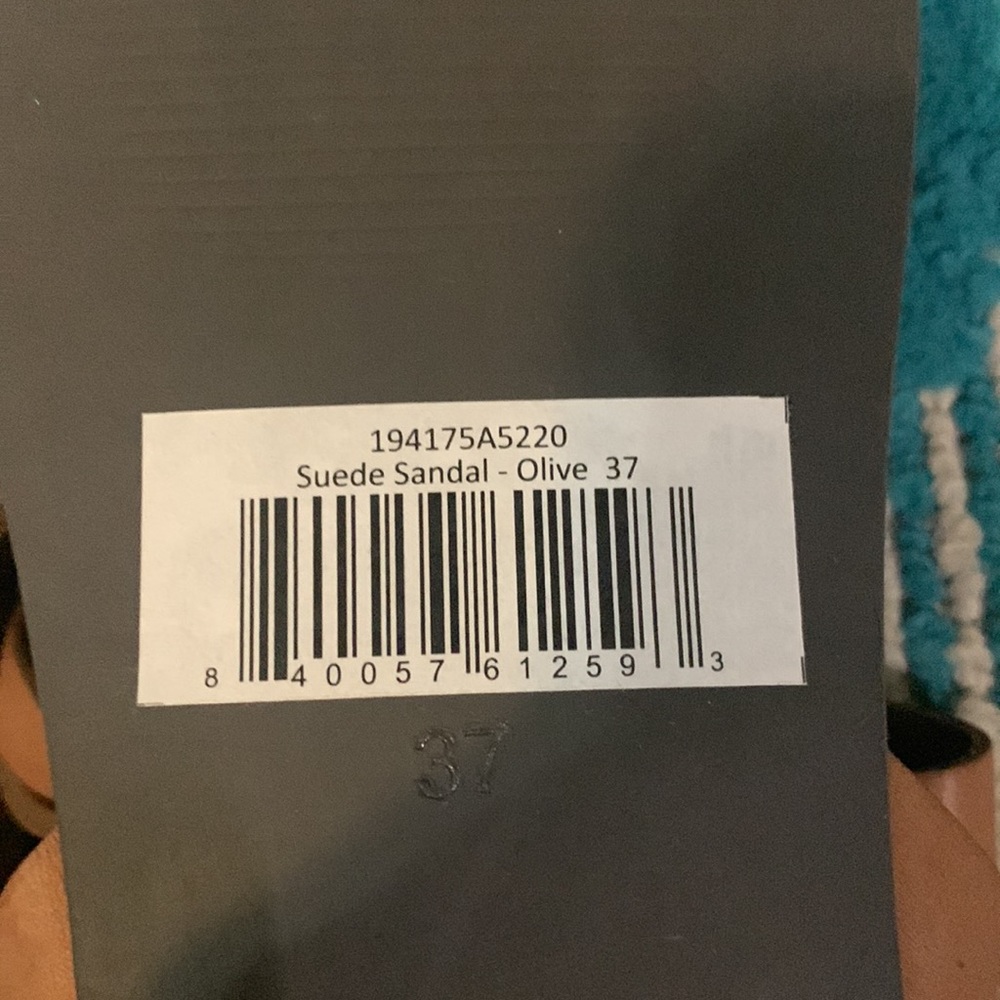 194175A5220
Suede Sandal - Olive 37
8 40057 61259 3
37